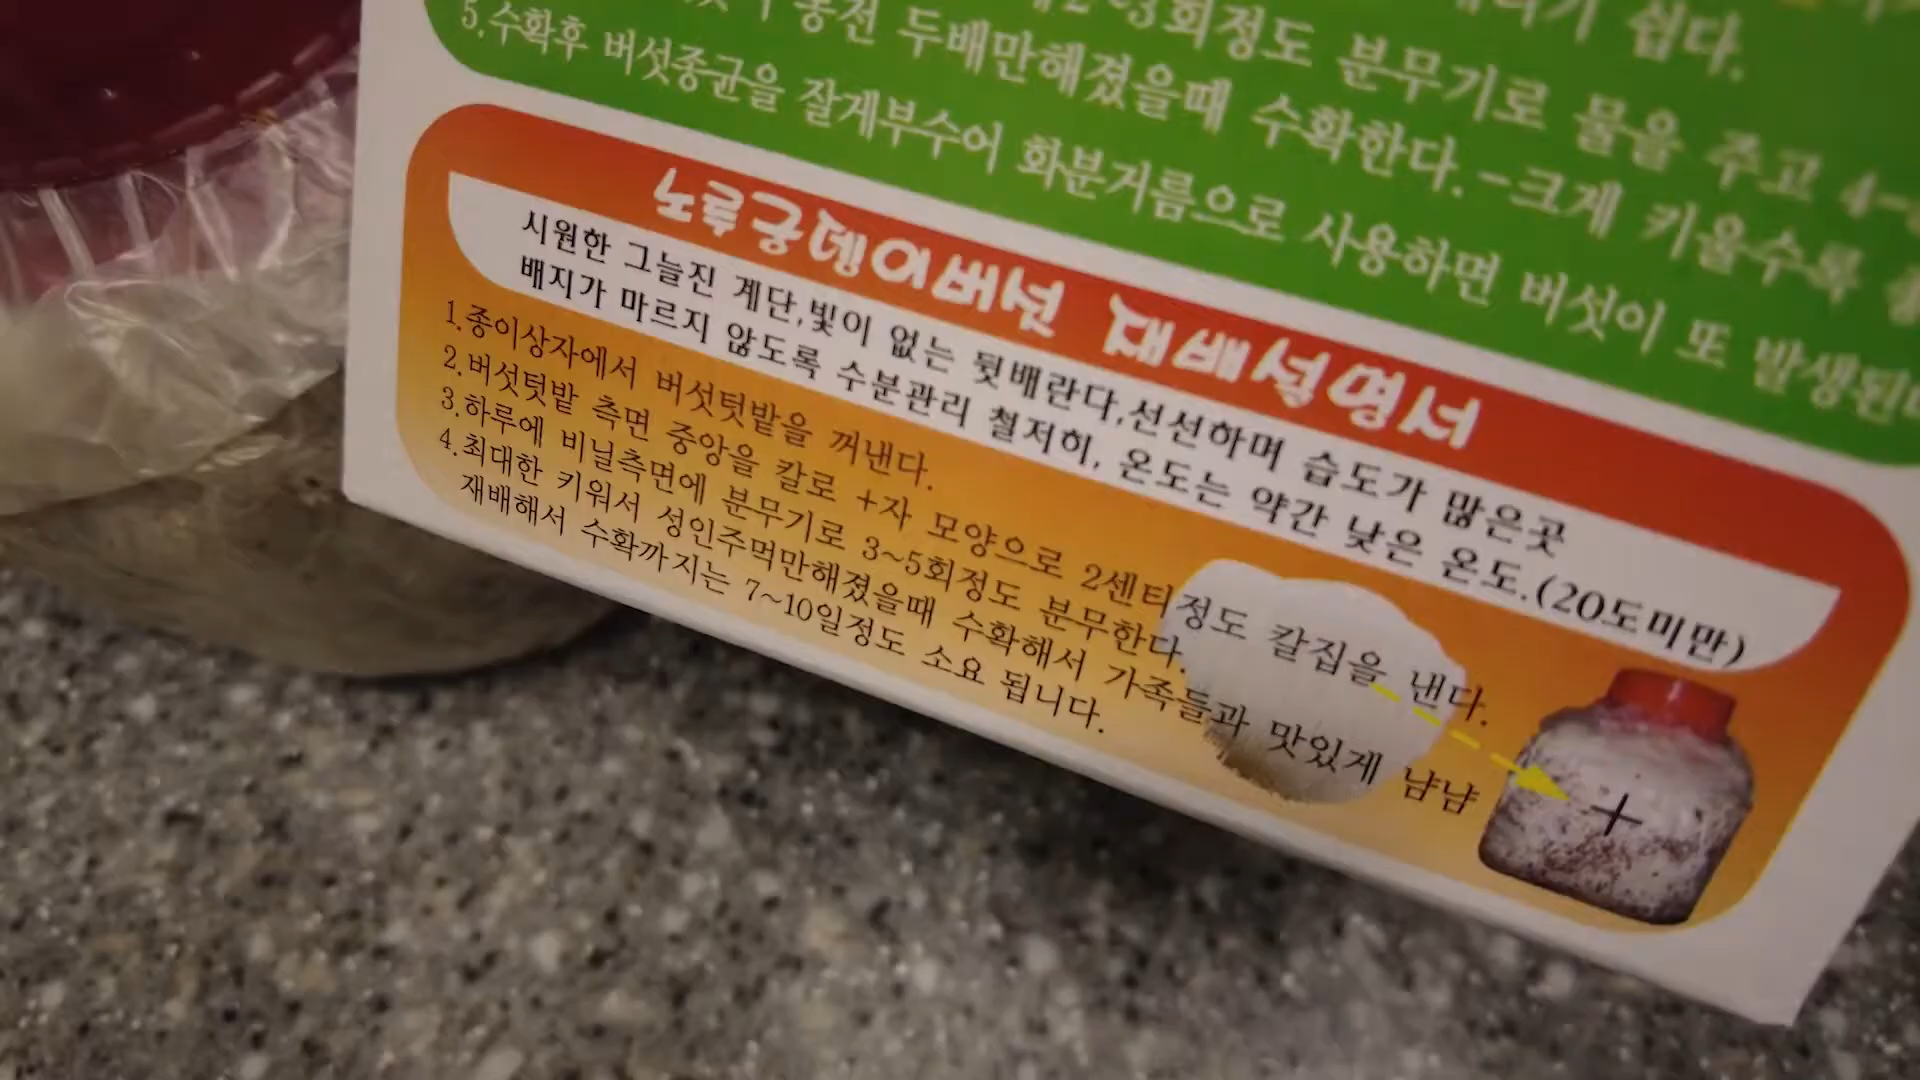 쉽다.
2~3회정도 분무기로 물을 주고
동전 두배만해졌을때 수확한다.-크게 키울수록
5.수확후 버섯종균을 잘게부수어 화분거름으로 사용하면 버섯이 또 발생된
노루궁뎅이버섯 재배설명서
시원한 그늘진 계단,빛이 없는 뒷배란다,선선하며 습도가 많은곳
배지가 마르지 않도록 수분관리 철저히, 온도는 약간 낮은 온도.(20도미만)
1.종이상자에서 버섯텃밭을 꺼낸다.
2.버섯텃밭 측면 중앙을 칼로 +자 모양으로 2센티정도 칼집을 낸다.
3.하루에 비닐측면에 분무기로 3~5회정도 분무한다.
4.최대한 키워서 성인주먹만해졌을때 수확해서 가족들과 맛있게 냠냠
재배해서 수확까지는 7~10일정도 소요 됩니다.
+